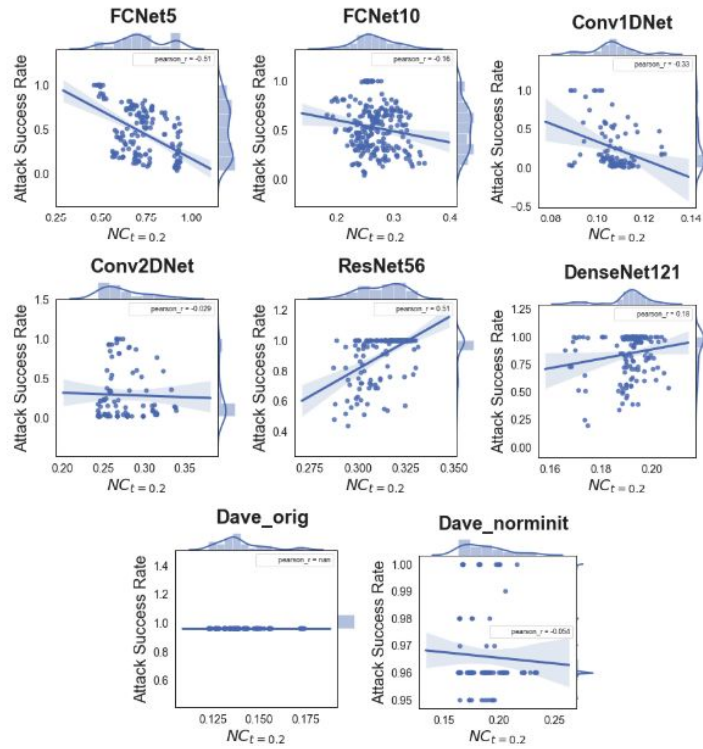 FCNet5
pearson_r = -0.51
Attack Success Rate
1.0
0.5
0.0
0.25 0.50 0.75 1.00
NCt = 0.2
FCNet10
pearson_r = -0.16
Attack Success Rate
1.0
0.5
0.0
0.2 0.3 0.4
NCt = 0.2
Conv1DNet
pearson_r = -0.33
Attack Success Rate
1.5
1.0
0.5
0.0
-0.5
0.08 0.10 0.12 0.14
NCt = 0.2
Conv2DNet
pearson_r = -0.029
Attack Success Rate
1.5
1.0
0.5
0.0
0.20 0.25 0.30 0.35
NCt = 0.2
ResNet56
pearson_r = 0.51
Attack Success Rate
1.2
1.0
0.8
0.6
0.4
0.275 0.300 0.325 0.350
NCt = 0.2
DenseNet121
pearson_r = 0.18
Attack Success Rate
1.25
1.00
0.75
0.50
0.25
0.00
0.16 0.18 0.20
NCt = 0.2
Dave_orig
pearson_r = nan
Attack Success Rate
1.4
1.2
1.0
0.8
0.6
0.125 0.150 0.175
NCt = 0.2
Dave_norminit
pearson_r = -0.054
Attack Success Rate
1.00
0.99
0.98
0.97
0.96
0.95
0.15 0.20 0.25
NCt = 0.2